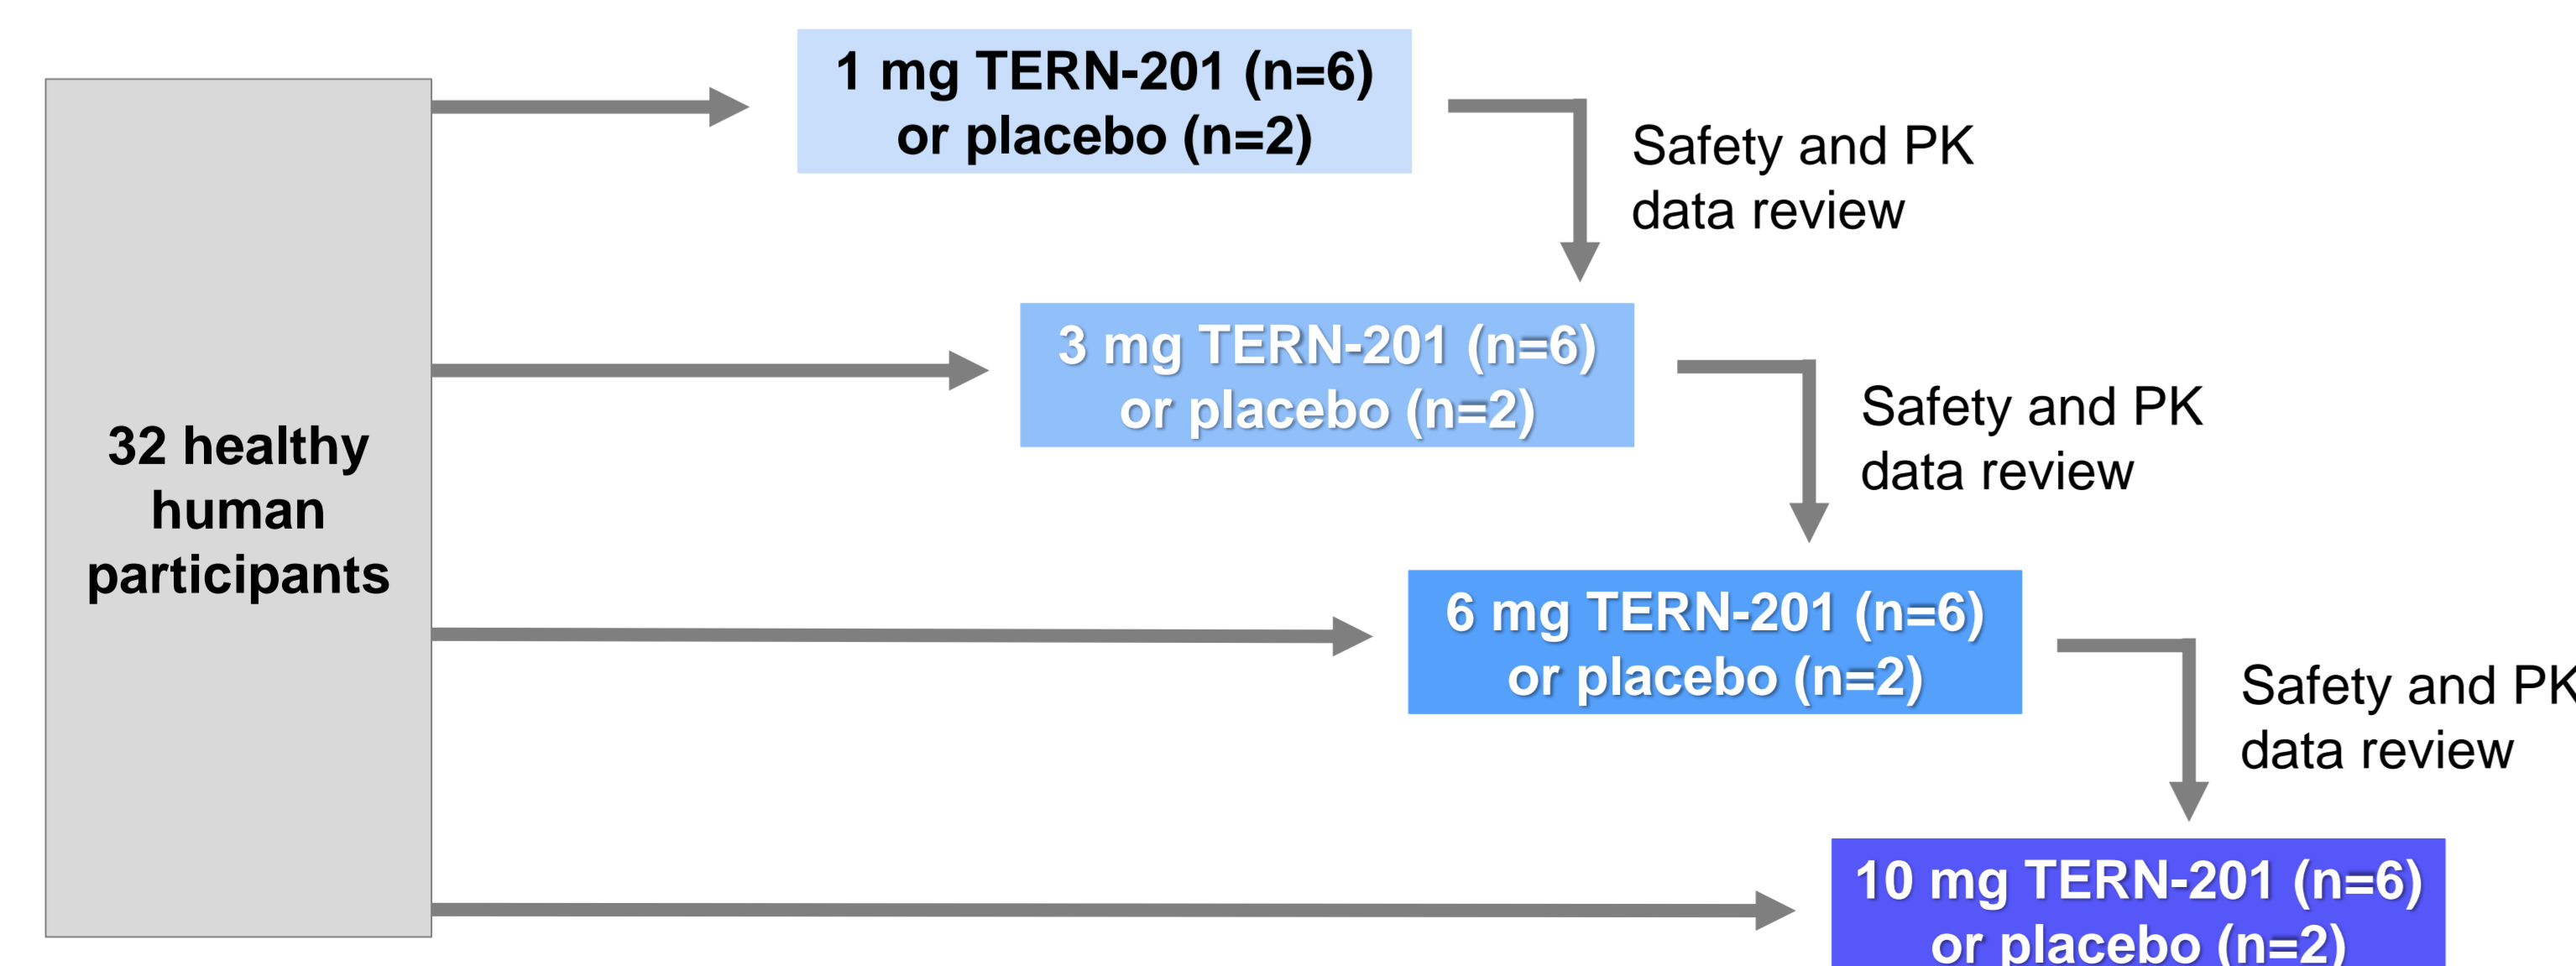 32 healthy
human
participants
1 mg TERN-201 (n=6)
or placebo (n=2)
Safety and PK
data review
3 mg TERN-201 (n=6)
or placebo (n=2)
Safety and PK
data review
6 mg TERN-201 (n=6)
or placebo (n=2)
Safety and PK
data review
10 mg TERN-201 (n=6)
or placebo (n=2)